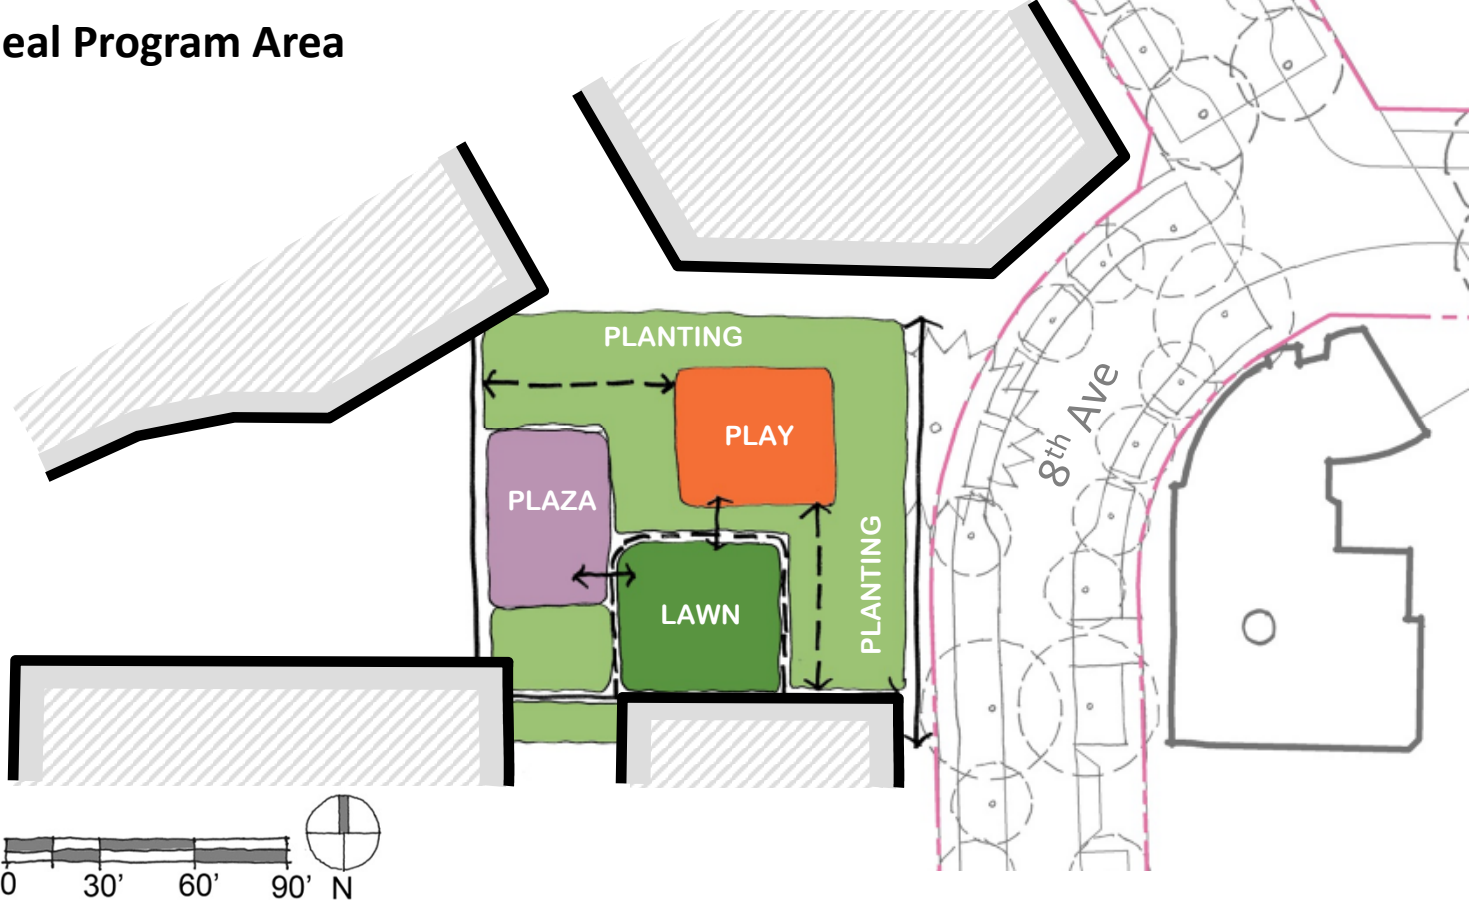 eal Program Area
PLANTING
PLAY
PLAZA
LAWN
PLANTING
8th Ave
0 30’ 60’ 90’ N